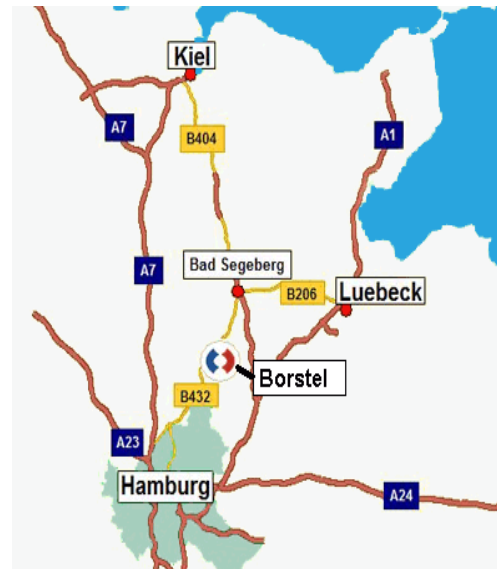 Kiel
A7
A1
B404
A7
Bad Segeberg
B206
Luebeck
Borstel
B432
A23
Hamburg
A24